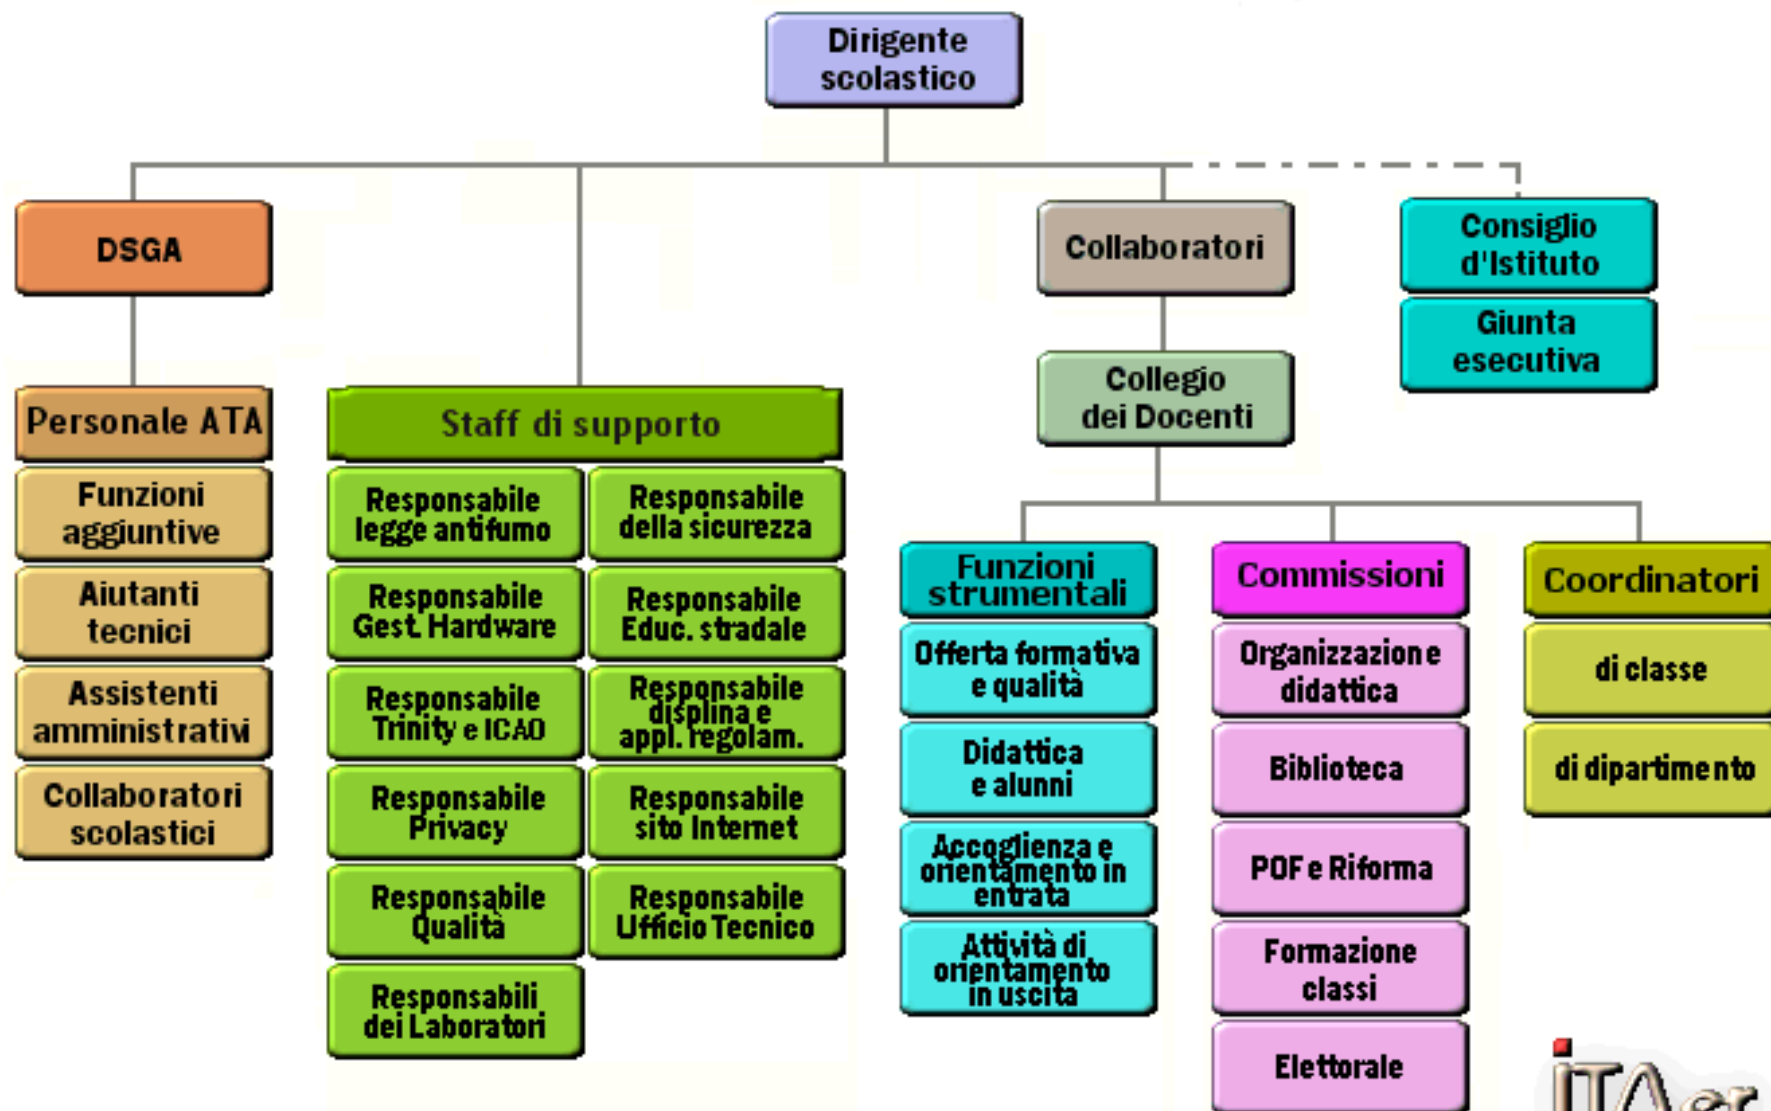 Dirigente
scolastico
DSGA
Collaboratori
Consiglio
d'Istituto
Giunta
esecutiva
Collegio
dei Docenti
Personale ATA
Funzioni
aggiuntive
Aiutanti
tecnici
Assistenti
amministrativi
Collaboratori
scolastici
Staff di supporto
Responsabile
legge antifumo
Responsabile
della sicurezza
Responsabile
Gest. Hardware
Responsabile
Educ. stradale
Responsabile
Trinity e ICAO
Responsabile
displina e
appl. regolam.
Responsabile
Privacy
Responsabile
sito Internet
Responsabile
Qualità
Responsabile
Ufficio Tecnico
Responsabili
dei Laboratori
Funzioni
strumentali
Offerta formativa
e qualità
Didattica
e alunni
Accoglienza e
orientamento in
entrata
Attività di
orientamento
in uscita
Commissioni
Organizzazione
didattica
Biblioteca
POF e Riforma
Formazione
classi
Elettorale
Coordinatori
di classe
di dipartimento
iTAer